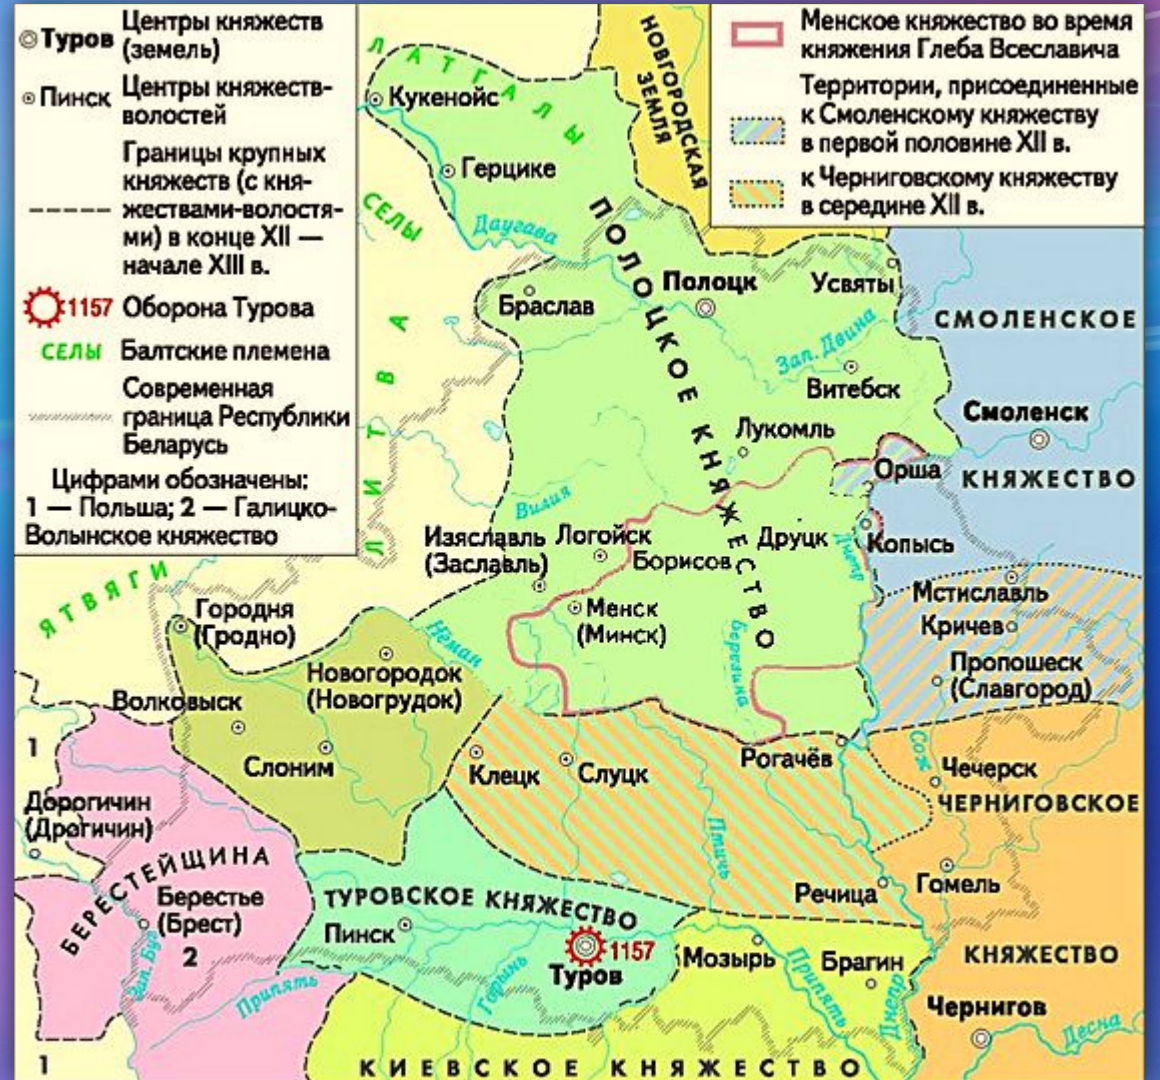 Туров
Центры княжеств
(земель)
Пинск
Центры княжеств-
волостей
Границы крупных
княжеств (с кня-
жествами-волостя-
ми) в конце XII —
начале XIII в.
1157
Оборона Турова
СЕЛЫ
Балтские племена
Современная
граница Республики
Беларусь
Цифрами обозначены:
1 — Польша; 2 — Галицко-
Волынское княжество
Менское княжество во время
княжения Глеба Всеславича
Территории, присоединенные
к Смоленскому княжеству
в первой половине XII в.
к Черниговскому княжеству
в середине XII в.
ЛАТГАЛЫ
НОВГОРОДСКАЯ
ЗЕМЛЯ
Кукенойс
Герцике
СЕЛЫ
Даугава
ПОЛОЦКОЕ КНЯЖЕСТВО
Полоцк
Усвяты
Браслав
СМОЛЕНСКОЕ
ЛИТВА
Зап. Двина
Витебск
Смоленск
Лукомль
Орша
КНЯЖЕСТВО
Вилия
Изяславль
(Заславль)
Логойск
Борисов
Друцк
Днепр
Копысь
ЯТВЯГИ
Городня
(Гродно)
Менск
(Минск)
Мстиславль
Кричев
Неман
Березина
Новогородок
(Новогрудок)
Пропошеск
(Славгород)
Волковыск
1
Слоним
Клецк
Слуцк
Рогачёв
Сож
Чечерск
Дорогичин
(Дрогичин)
ЧЕРНИГОВСКОЕ
Птичь
БЕРЕСТЕЙЩИНА
Берестье
(Брест)
2
ТУРОВСКОЕ КНЯЖЕСТВО
Речица
Гомель
Пинск
1157
Туров
Мозырь
Брагин
КНЯЖЕСТВО
Зап. Буг
Припять
Горынь
Припять
Днепр
Чернигов
Десна
1
КИЕВСКОЕ КНЯЖЕСТВО